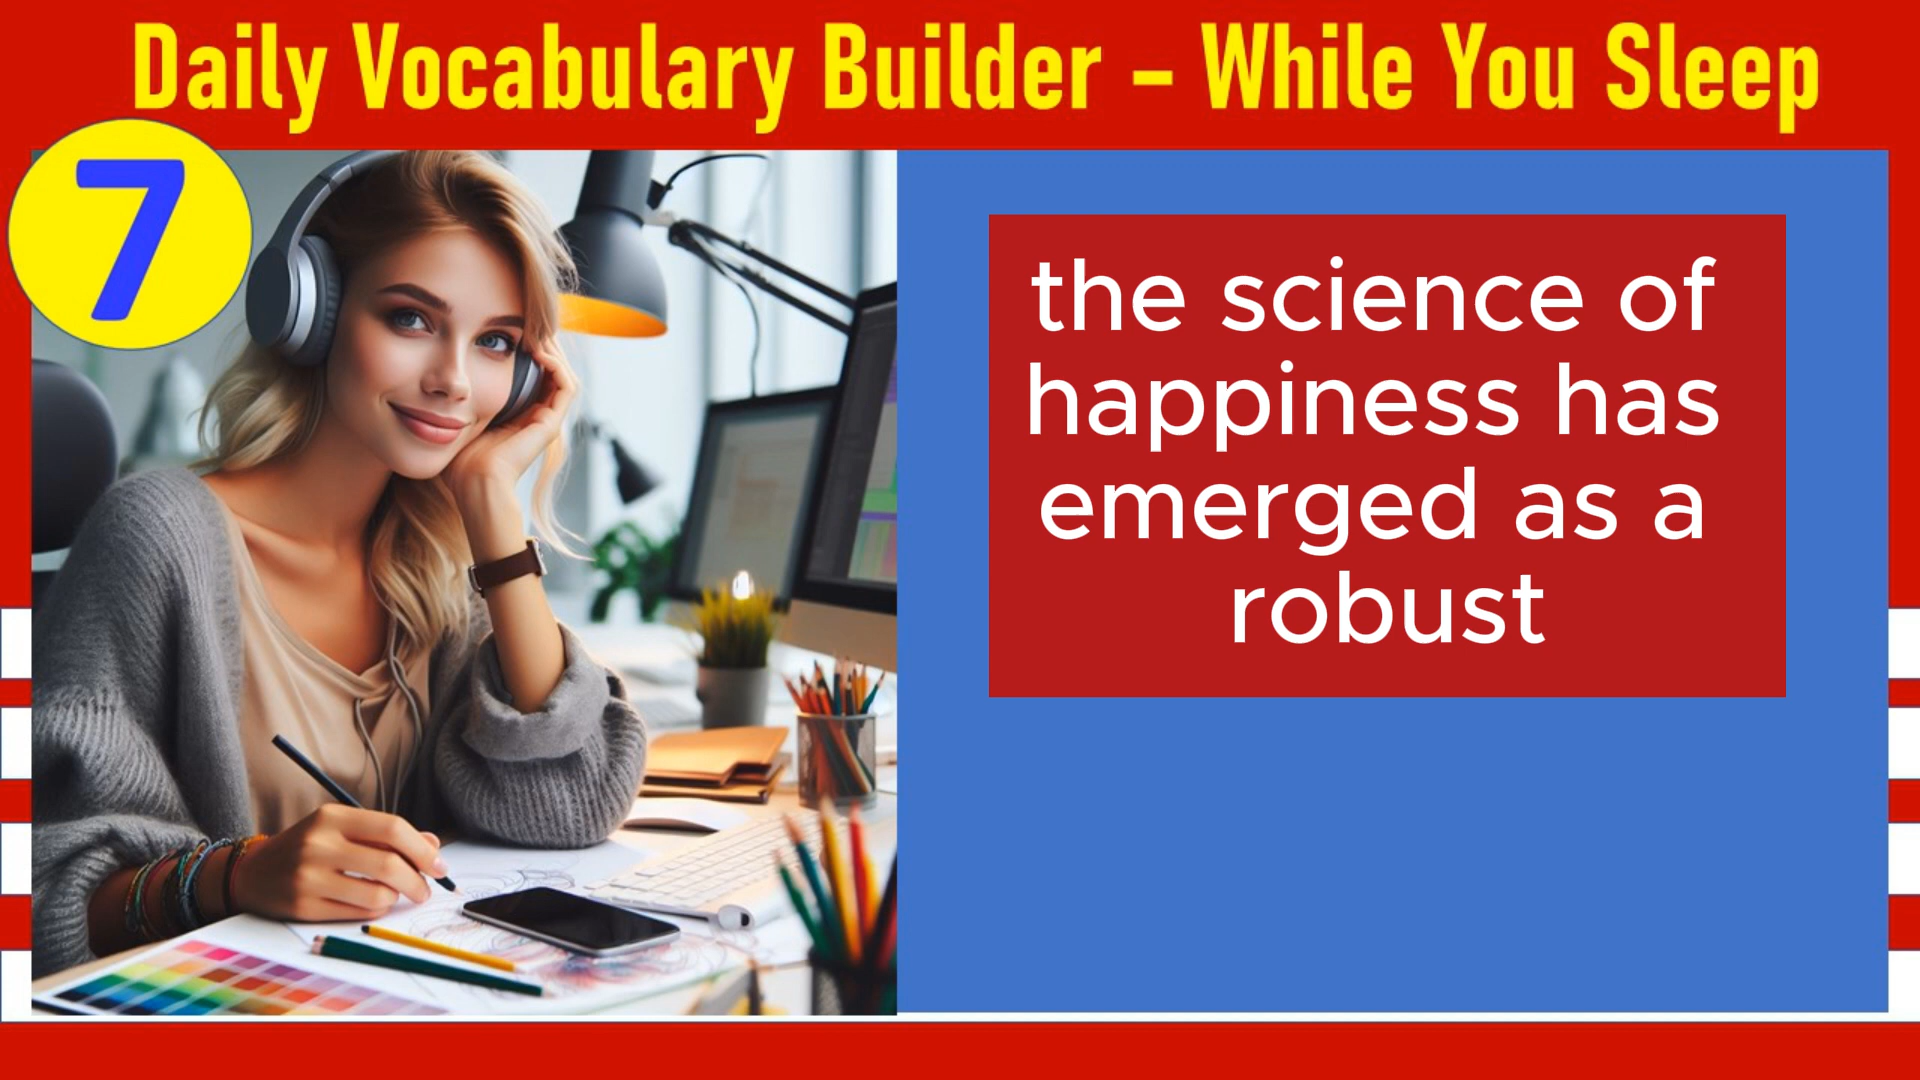 Daily Vocabulary Builder – While You Sleep
7
the science of
happiness has
emerged as a
robust